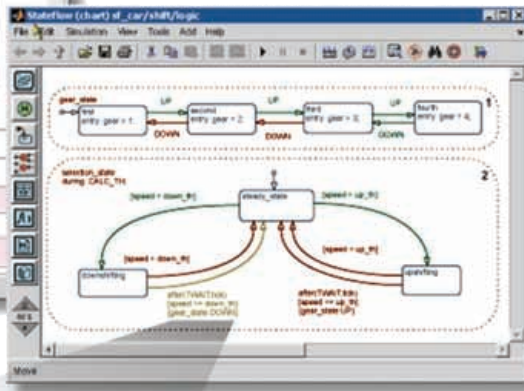 Stateflow (chart) sf_car/shift/logic
File Edit Simulation View Tools Add Help
gear_state
UP UP UP 1
first second third fourth
entry: gear = 1; entry: gear = 2; entry: gear = 3; entry: gear = 4;
DOWN DOWN DOWN
selection_state 2
during: CALC_TH;
[speed < down_th] steady_state [speed > up_th]
[speed > down_th] [speed < up_th]
downshifting upshifting
after(TWAIT,tick) after(TWAIT,tick)
[speed <= down_th] [speed >= up_th]
{gear_state.DOWN} {gear_state.UP}
Move